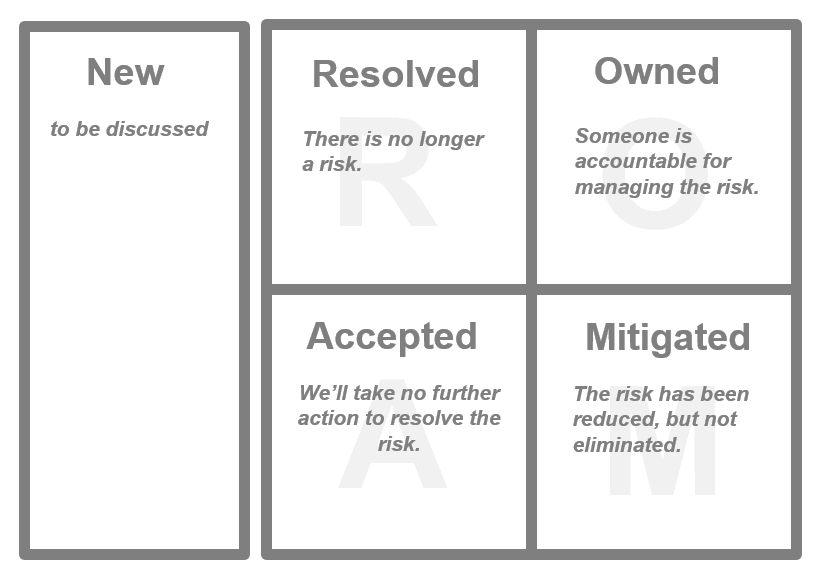 New
to be discussed
Resolved
There is no longer
a risk.
R
Owned
Someone is
accountable for
managing the risk.
O
Accepted
We'll take no further
action to resolve the
risk.
A
Mitigated
The risk has been
reduced, but not
eliminated.
M